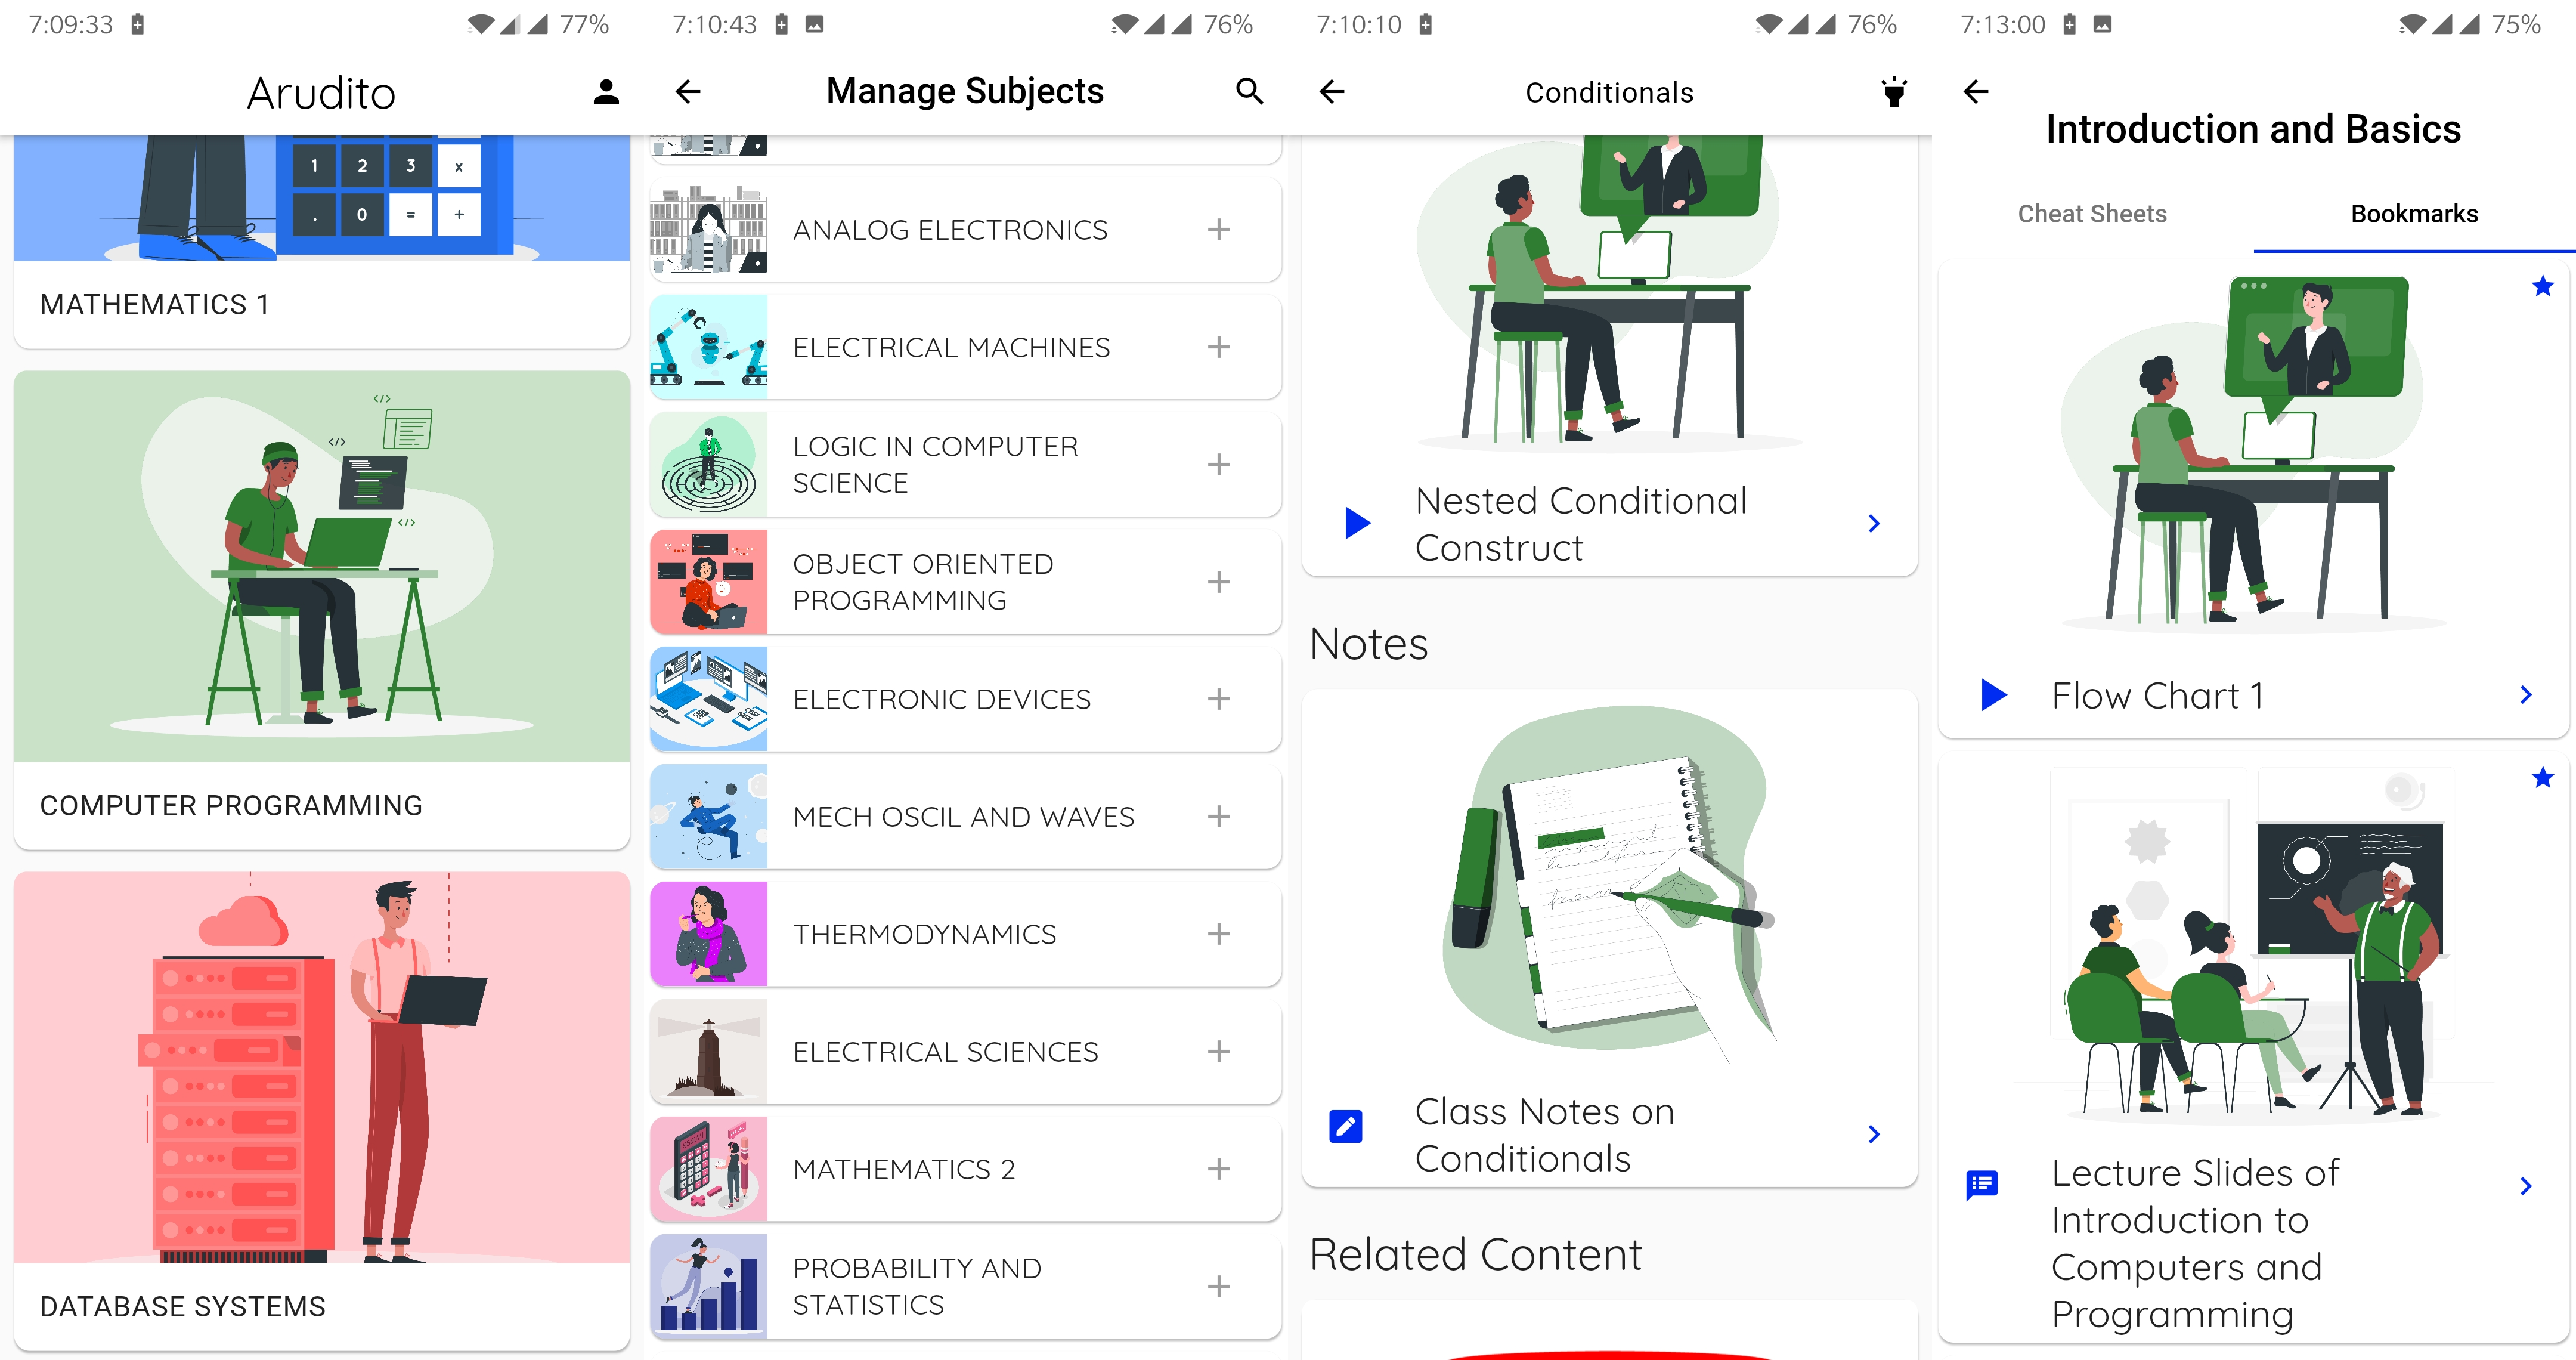 7:09:33
77%
Arudito
1 2 3 x
. 0 = +
MATHEMATICS 1
</>
</>
</>
COMPUTER PROGRAMMING
DATABASE SYSTEMS
7:10:43
76%
Manage Subjects
ANALOG ELECTRONICS
+
ELECTRICAL MACHINES
+
LOGIC IN COMPUTER
SCIENCE
+
OBJECT ORIENTED
PROGRAMMING
+
ELECTRONIC DEVICES
+
MECH OSCIL AND WAVES
+
THERMODYNAMICS
+
ELECTRICAL SCIENCES
+
MATHEMATICS 2
+
PROBABILITY AND
STATISTICS
+
7:10:10
76%
Conditionals
Nested Conditional
Construct
Notes
Class Notes on
Conditionals
Related Content
7:13:00
75%
Introduction and Basics
Cheat Sheets
Bookmarks
Flow Chart 1
Lecture Slides of
Introduction to
Computers and
Programming